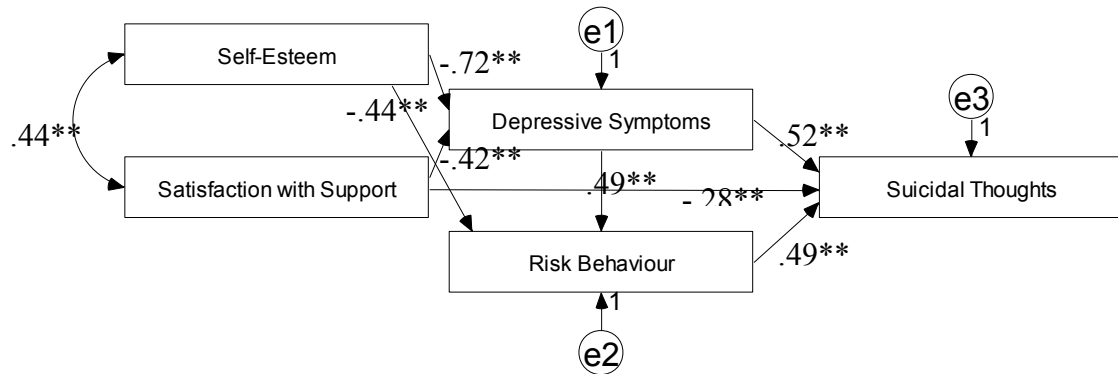 e1
Self-Esteem
1
-.72**
e3
-.44**
Depressive Symptoms
1
.44**
.52**
-.42**
Satisfaction with Support
.49**
-.28**
Suicidal Thoughts
Risk Behaviour
.49**
1
e2